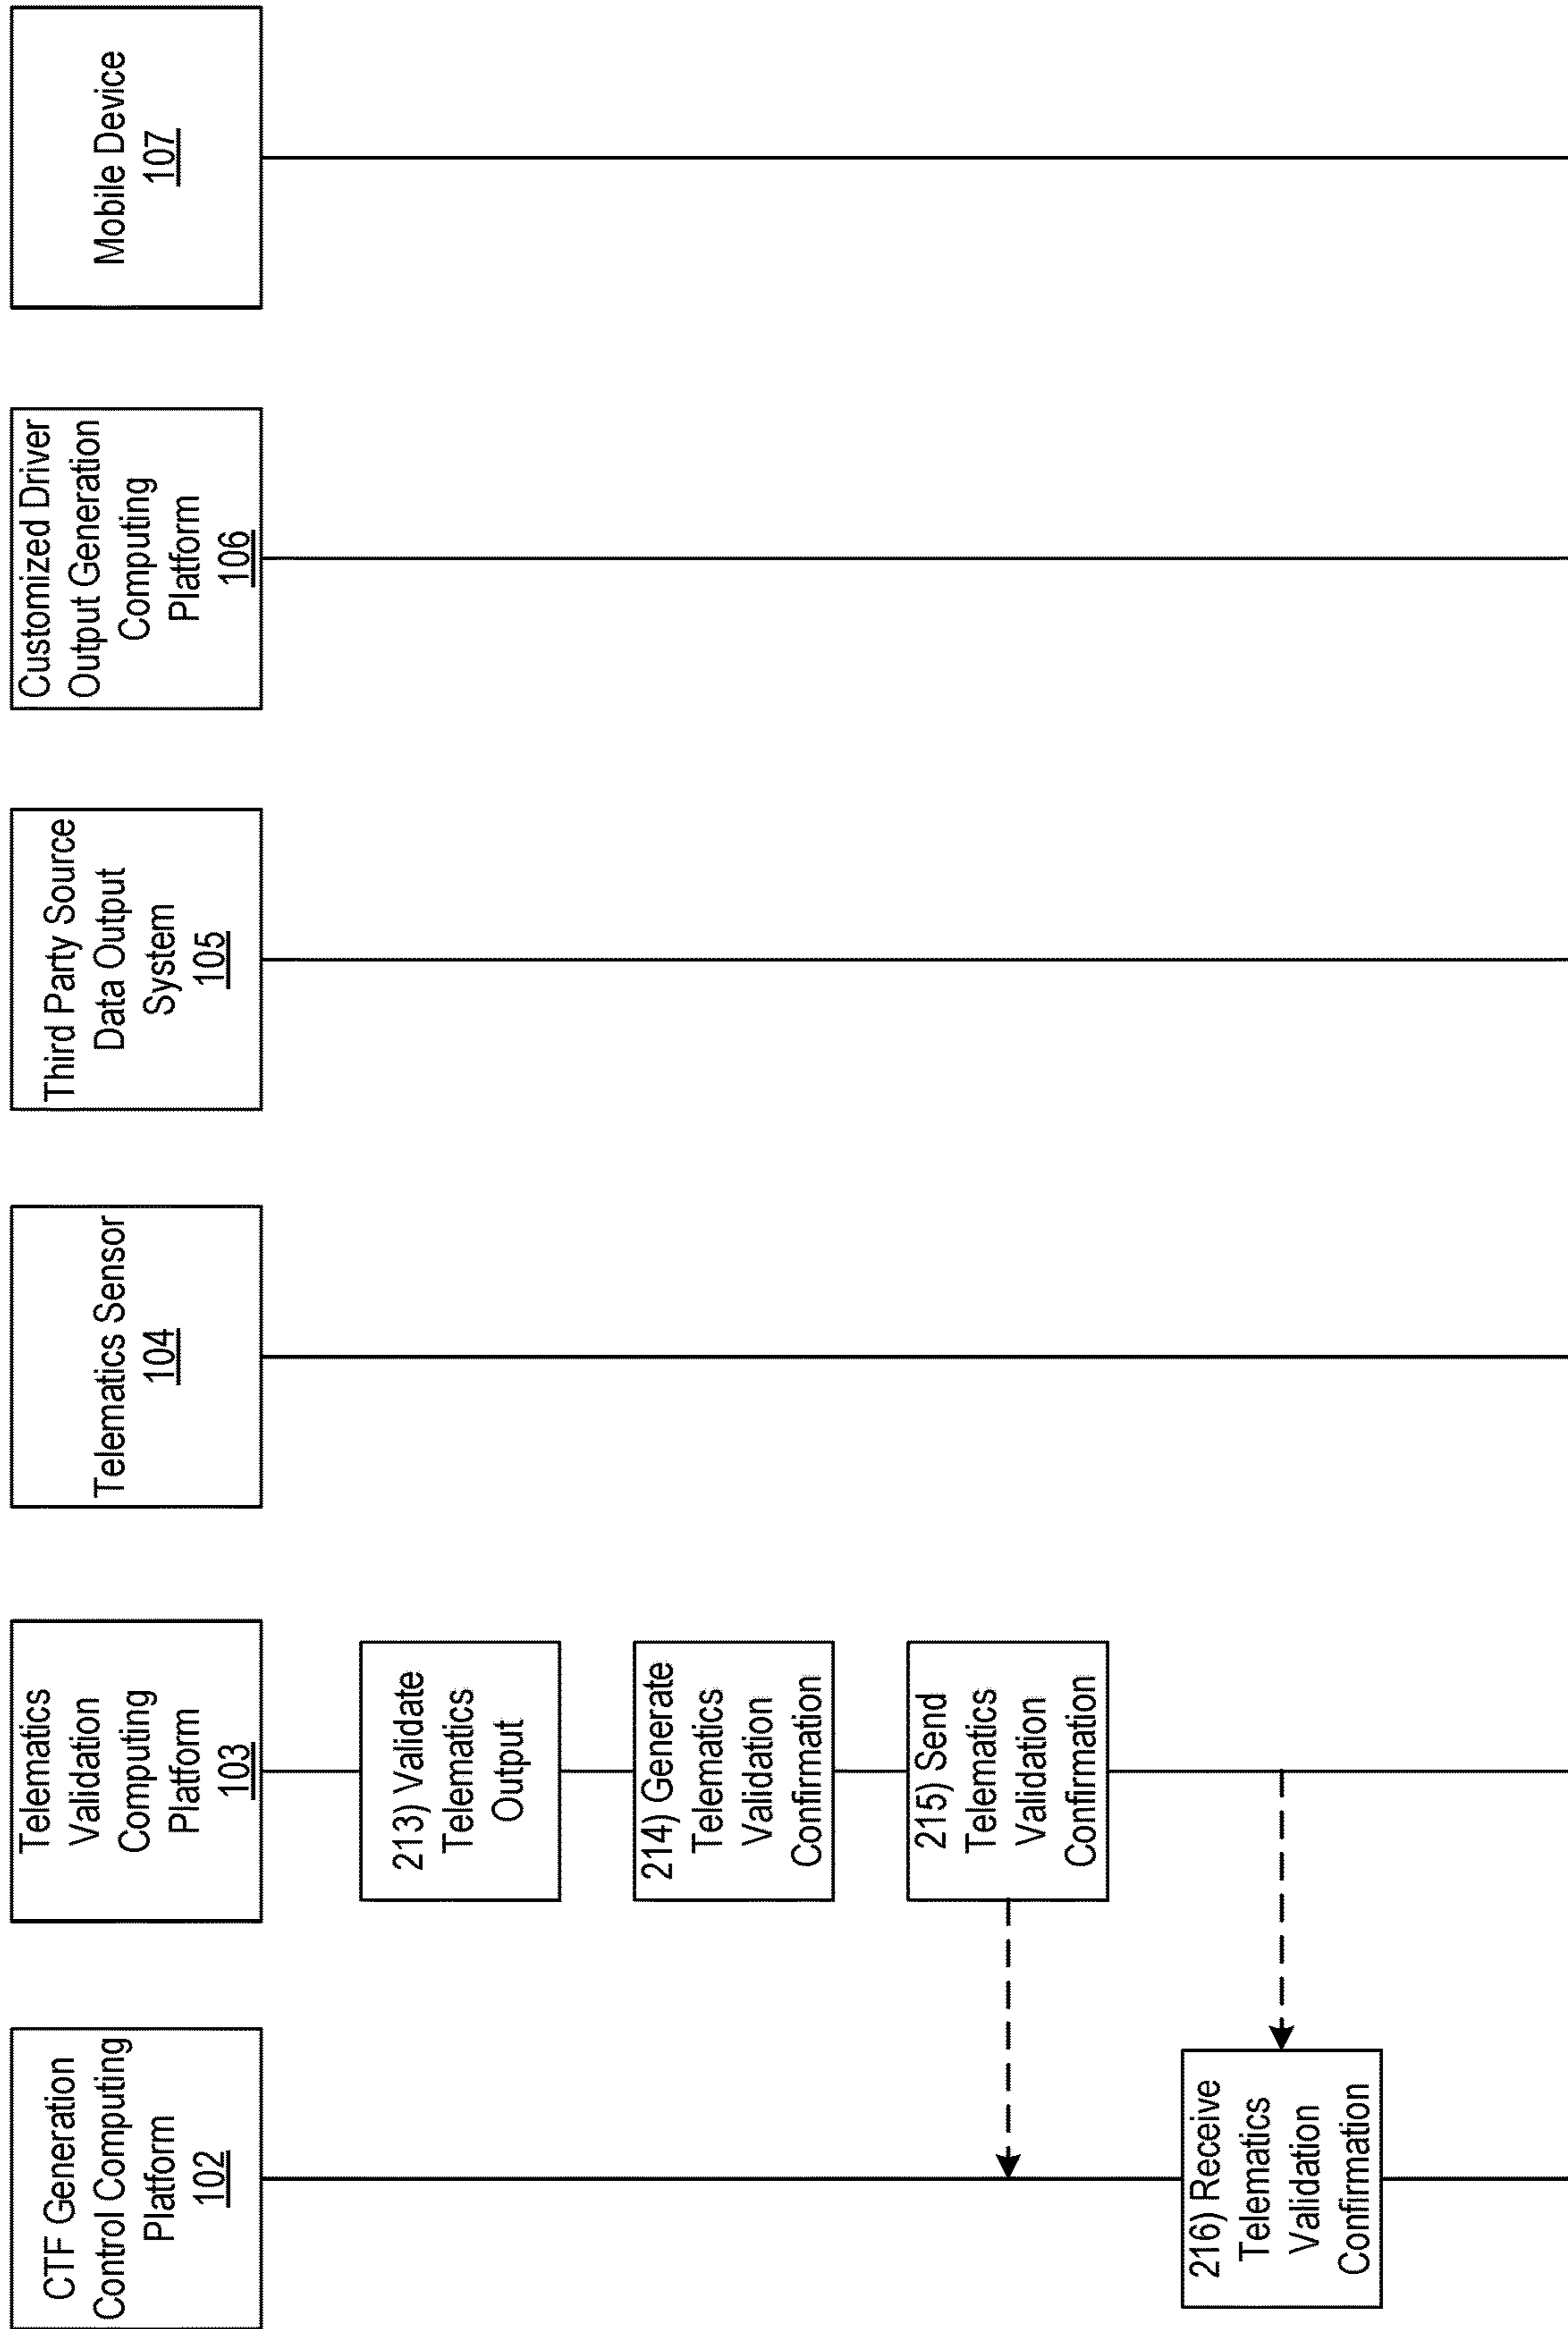 CTF Generation
Control Computing
Platform
102
Telematics
Validation
Computing
Platform
103
Telematics Sensor
104
Third Party Source
Data Output
System
105
Customized Driver
Output Generation
Computing
Platform
106
Mobile Device
107
213) Validate
Telematics
Output
214) Generate
Telematics
Validation
Confirmation
215) Send
Telematics
Validation
Confirmation
216) Receive
Telematics
Validation
Confirmation